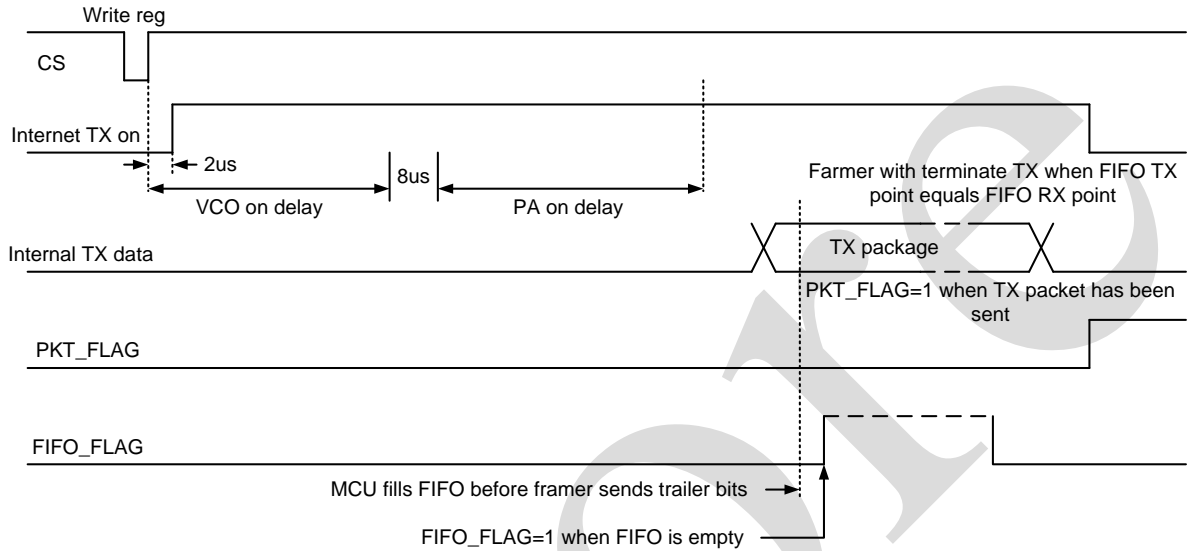 Write reg
CS
Internet TX on
2us
8us
VCO on delay
PA on delay
Farmer with terminate TX when FIFO TX
point equals FIFO RX point
Internal TX data
TX package
PKT_FLAG=1 when TX packet has been
sent
PKT_FLAG
FIFO_FLAG
MCU fills FIFO before framer sends trailer bits
FIFO_FLAG=1 when FIFO is empty